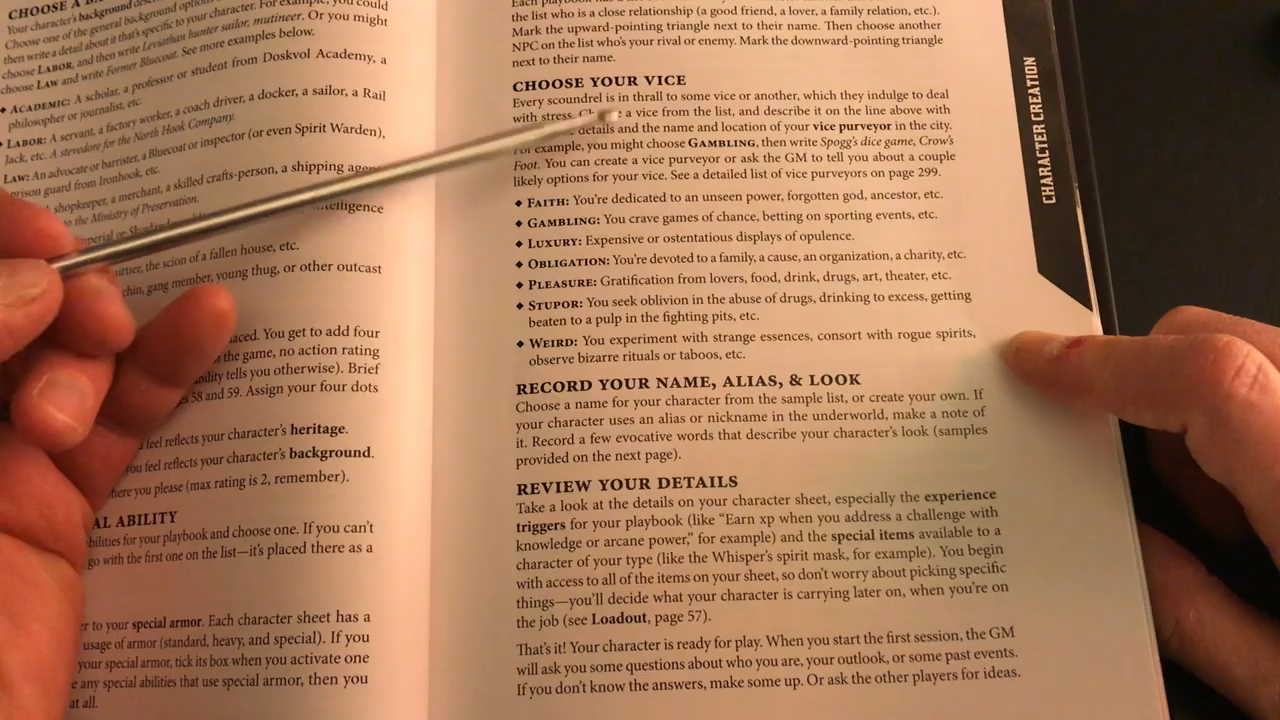 CHOOSE A
Your character's background
Choose one of the general background
then write a detail about it that's specific to your character. For example, you could
choose LABOR, and then write Leviathan hunter sailor, mutineer. Or you might
choose LAW and write Former Bluecoat. See more examples below.
◆ ACADEMIC: A scholar, a professor or student from Doskvol Academy, a
philosopher or journalist, etc.
LABOR: A servant, a factory worker, a coach driver, a docker, a sailor, a Rail
Jack, etc. A stevedore for the North Hook Company.
LAW: An advocate or barrister, a Bluecoat or inspector (or even Spirit Warden),
prison guard from Ironhook, etc.
shopkeeper, a merchant, a skilled crafts-person, a shipping agent
to the Ministry of Preservation.
intelligence
the scion of a fallen house, etc.
gang member, young thug, or other outcast
You get to add four
the game, no action rating
tells you otherwise). Brief
58 and 59. Assign your four dots
feel reflects your character's heritage.
you feel reflects your character's background.
here you please (max rating is 2, remember).
AL ABILITY
for your playbook and choose one. If you can't
go with the first one on the list—it's placed there as a
to your special armor. Each character sheet has a
usage of armor (standard, heavy, and special). If you
your special armor, tick its box when you activate one
any special abilities that use special armor, then you
at all.
the list who is a close relationship (a good friend, a lover, a family relation, etc.).
Mark the upward-pointing triangle next to their name. Then choose another
NPC on the list who's your rival or enemy. Mark the downward-pointing triangle
next to their name.
CHOOSE YOUR VICE
Every scoundrel is in thrall to some vice or another, which they indulge to deal
with stress. a vice from the list, and describe it on the line above with
details and the name and location of your vice purveyor in the city.
For example, you might choose GAMBLING, then write Spogg's dice game, Crow's
Foot. You can create a vice purveyor or ask the GM to tell you about a couple
likely options for your vice. See a detailed list of vice purveyors on page 299.
◆ FAITH: You're dedicated to an unseen power, forgotten god, ancestor, etc.
◆ GAMBLING: You crave games of chance, betting on sporting events, etc.
◆ LUXURY: Expensive or ostentatious displays of opulence.
◆ OBLIGATION: You're devoted to a family, a cause, an organization, a charity, etc.
◆ PLEASURE: Gratification from lovers, food, drink, drugs, art, theater, etc.
◆ STUPOR: You seek oblivion in the abuse of drugs, drinking to excess, getting
beaten to a pulp in the fighting pits, etc.
◆ WEIRD: You experiment with strange essences, consort with rogue spirits,
observe bizarre rituals or taboos, etc.
RECORD YOUR NAME, ALIAS, & LOOK
Choose a name for your character from the sample list, or create your own. If
your character uses an alias or nickname in the underworld, make a note of
it. Record a few evocative words that describe your character's look (samples
provided on the next page).
REVIEW YOUR DETAILS
Take a look at the details on your character sheet, especially the experience
triggers for your playbook (like “Earn xp when you address a challenge with
knowledge or arcane power,” for example) and the special items available to a
character of your type (like the Whisper's spirit mask, for example). You begin
with access to all of the items on your sheet, so don't worry about picking specific
things—you'll decide what your character is carrying later on, when you're on
the job (see Loadout, page 57).
That's it! Your character is ready for play. When you start the first session, the GM
will ask you some questions about who you are, your outlook, or some past events.
If you don't know the answers, make some up. Or ask the other players for ideas.
CHARACTER CREATION